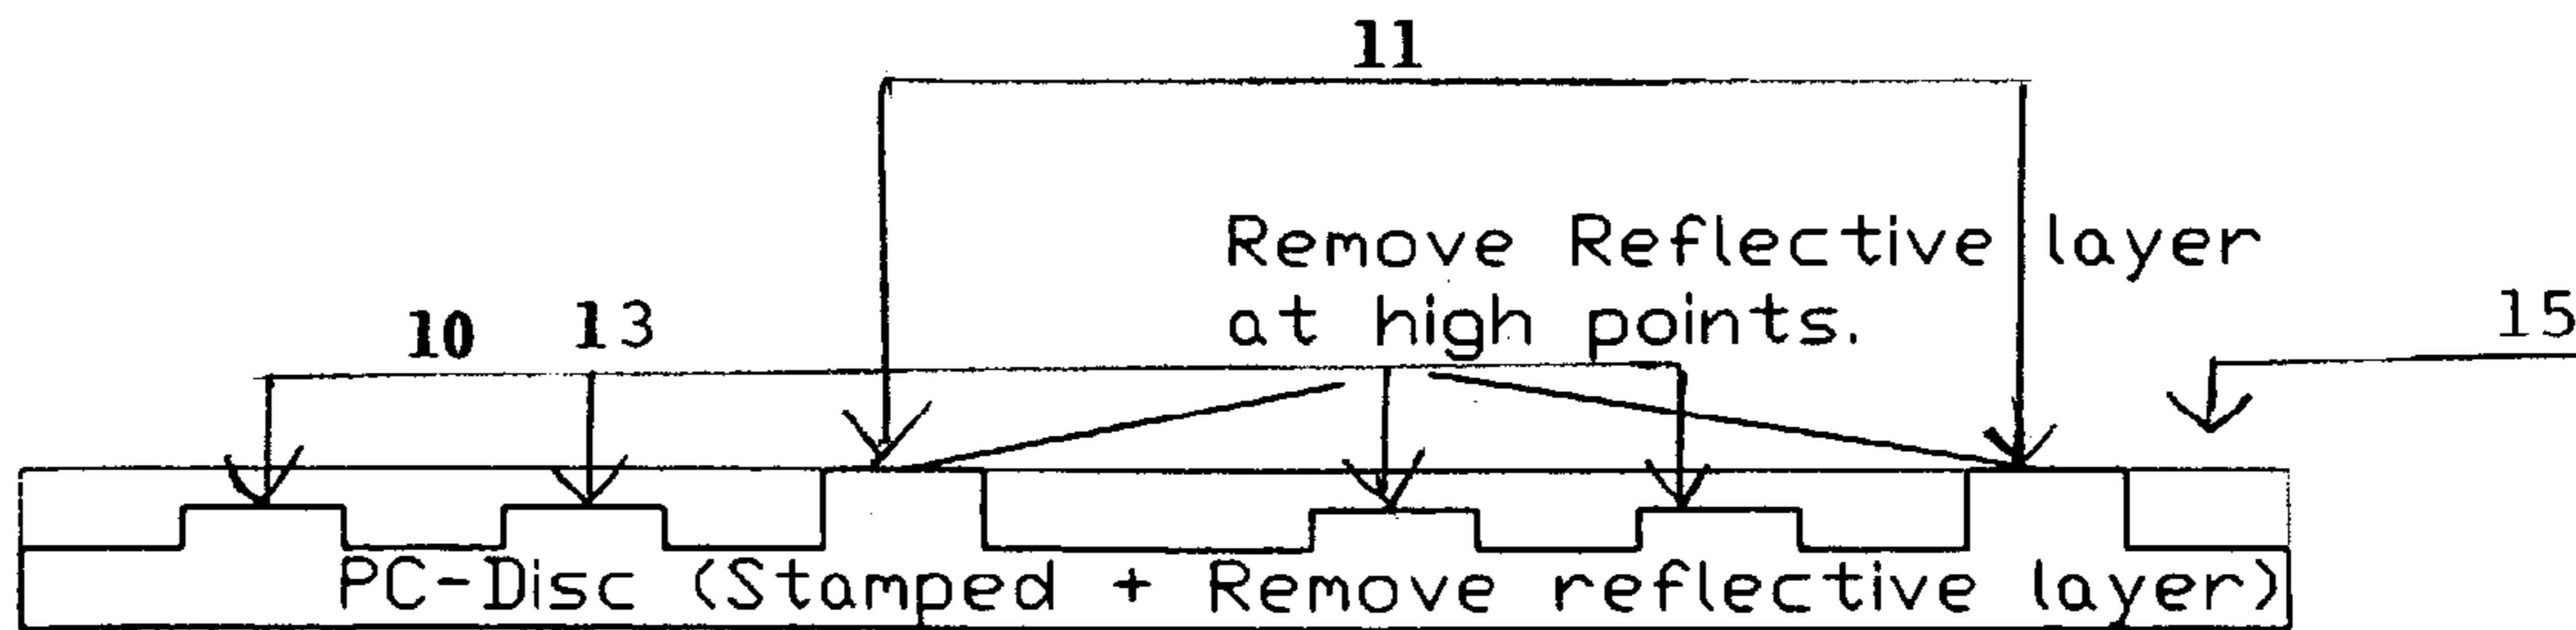 11
Remove Reflective layer
at high points.
10 13
15
PC-Disc (Stamped + Remove reflective layer)